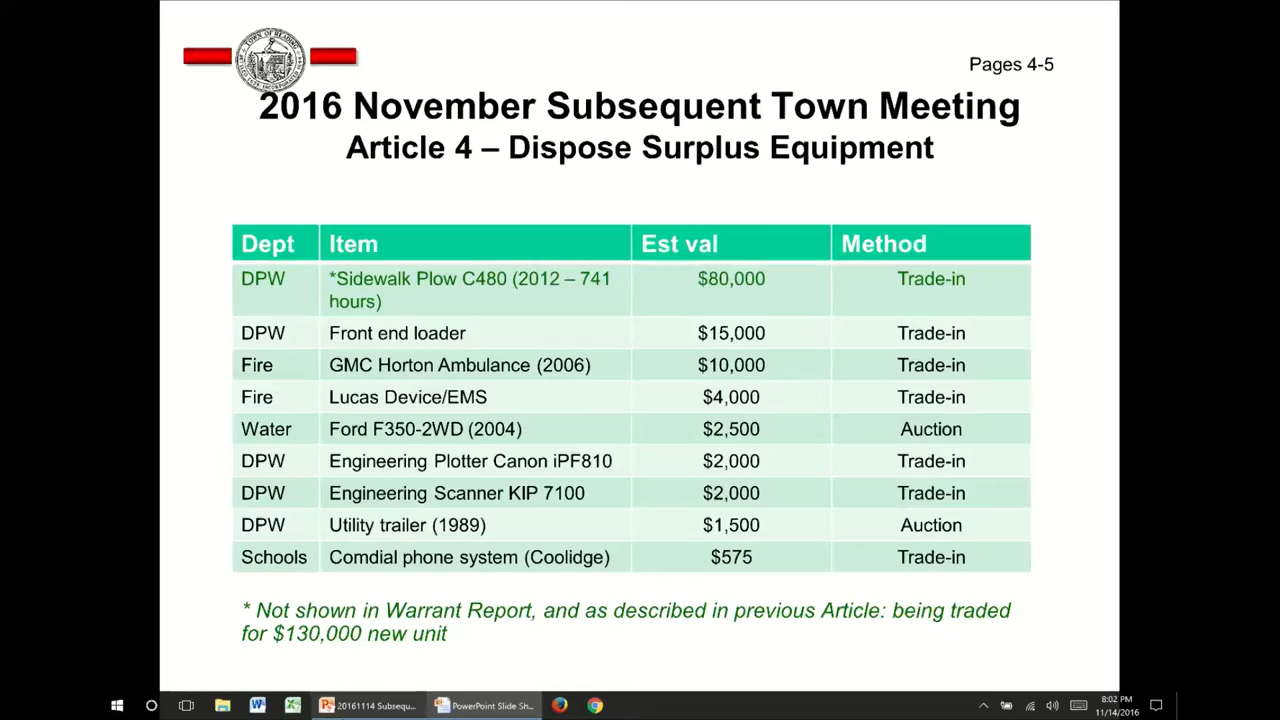 TOWN OF READING
Pages 4-5
2016 November Subsequent Town Meeting
Article 4 – Dispose Surplus Equipment
Dept Item Est val Method
DPW *Sidewalk Plow C480 (2012 – 741 $80,000 Trade-in
hours)
DPW Front end loader $15,000 Trade-in
Fire GMC Horton Ambulance (2006) $10,000 Trade-in
Fire Lucas Device/EMS $4,000 Trade-in
Water Ford F350-2WD (2004) $2,500 Auction
DPW Engineering Plotter Canon iPF810 $2,000 Trade-in
DPW Engineering Scanner KIP 7100 $2,000 Trade-in
DPW Utility trailer (1989) $1,500 Auction
Schools Comdial phone system (Coolidge) $575 Trade-in
* Not shown in Warrant Report, and as described in previous Article: being traded
for $130,000 new unit
20161114 Subsequ... PowerPoint Slide Sh... 8:02 PM
11/14/2016